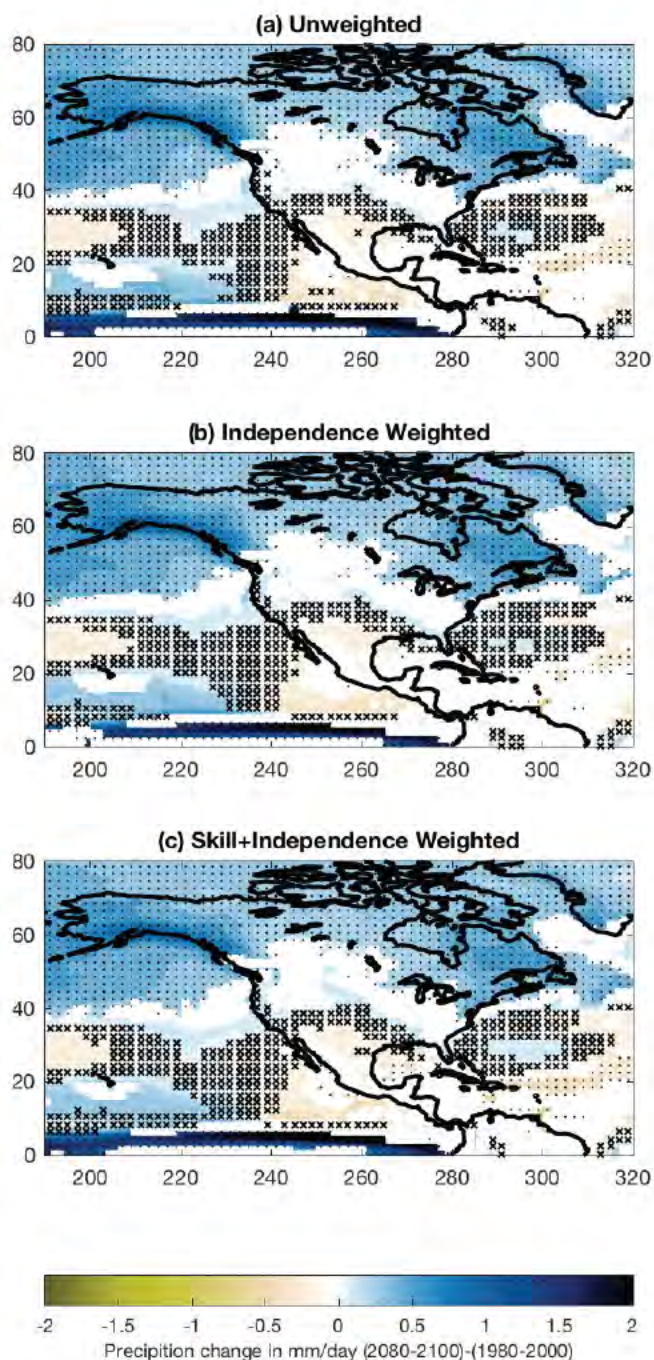 (a) Unweighted
80
60
40
20
0
200 220 240 260 280 300 320
(b) Independence Weighted
80
60
40
20
0
200 220 240 260 280 300 320
(c) Skill+Independence Weighted
80
60
40
20
0
200 220 240 260 280 300 320
-2 -1.5 -1 -0.5 0 0.5 1 1.5 2
Precipition change in mm/day (2080-2100)-(1980-2000)